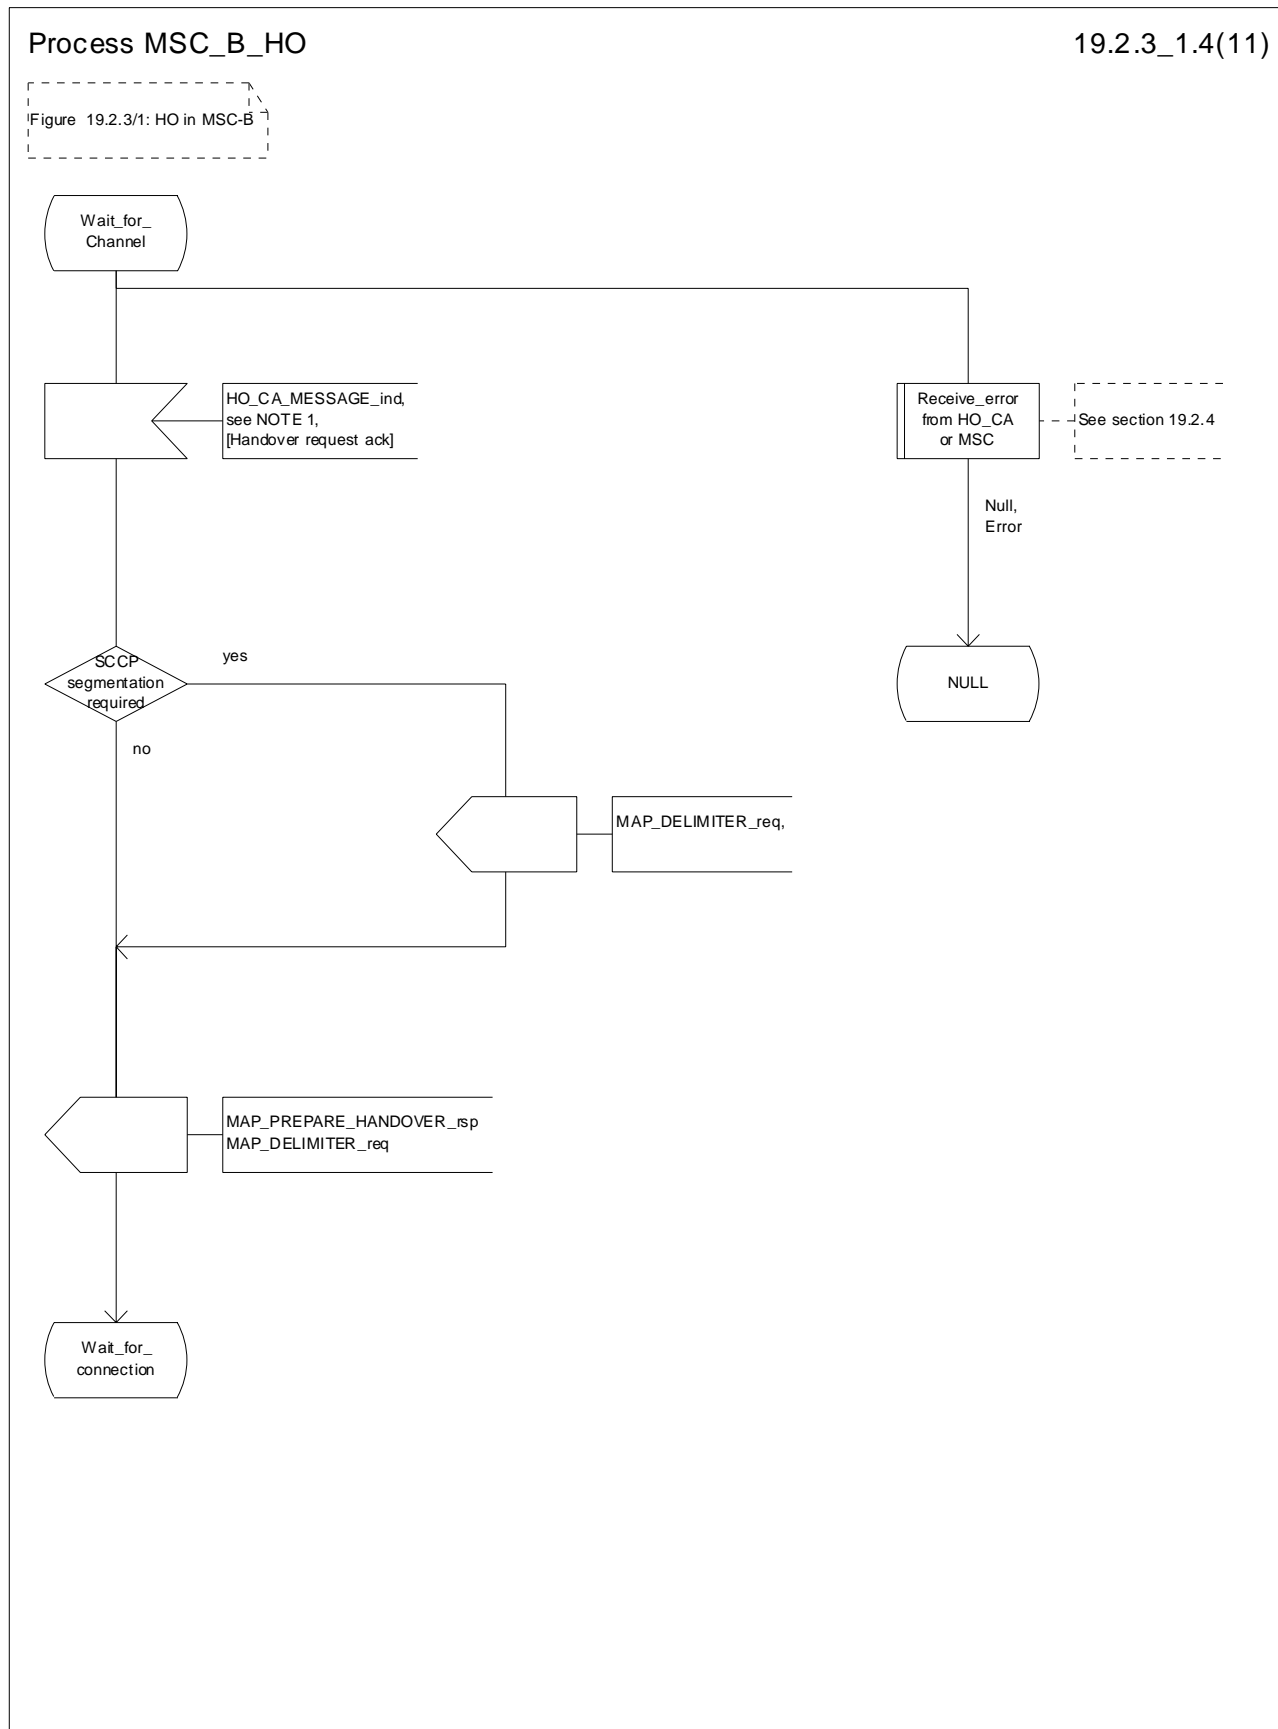 Process MSC_B_HO
19.2.3_1.4(11)
Figure 19.2.3/1: HO in MSC-B
Wait_for_
Channel
HO_CA_MESSAGE_ind,
see NOTE 1,
[Handover request ack]
Receive_error
from HO_CA
or MSC
See section 19.2.4
Null,
Error
SCCP
segmentation
required
yes
NULL
no
MAP_DELIMITER_req,
MAP_PREPARE_HANDOVER_rsp
MAP_DELIMITER_req
Wait_for_
connection